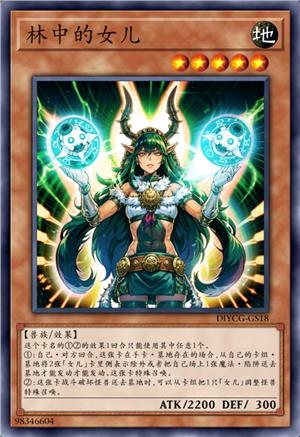 林中的女儿
地
DIYCG-GS18
【兽族/效果】
这个卡名的①②的效果1回合只能使用其中任意1个。
①：自己·对方回合，这张卡在手卡·墓地存在的场合，从自己的卡组·
墓地将2张「女儿」卡里侧表示除外或者把自己场上1张魔法·陷阱送去
墓地才能发动才能发动。这张卡特殊召唤。
②：这张卡战斗破坏怪兽送去墓地时，可以从卡组把1只「女儿」调整怪兽
特殊召唤。
ATK/2200 DEF/ 300
98346604